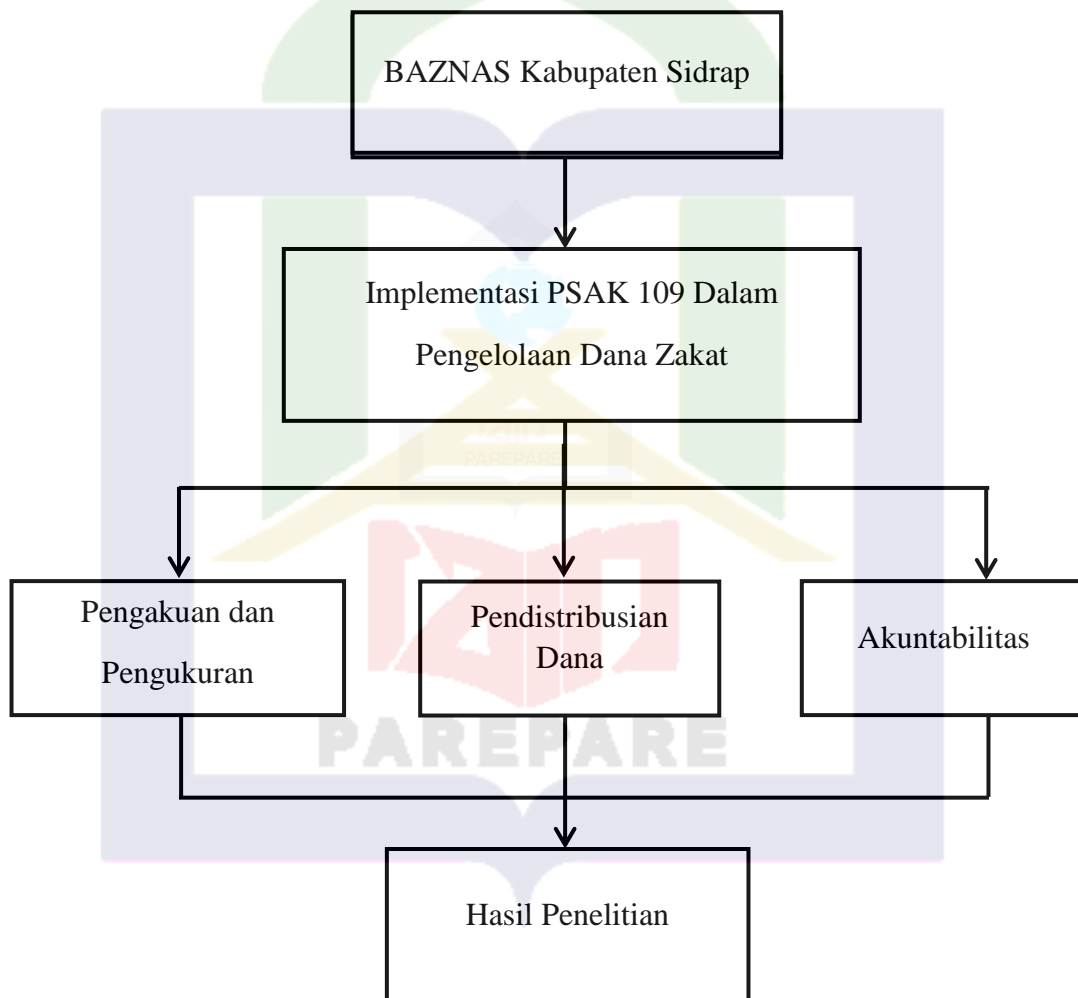 BAZNAS Kabupaten Sidrap
Implementasi PSAK 109 Dalam
Pengelolaan Dana Zakat
PAREPARE
Pengakuan dan
Pengukuran
Pendistribusian
Dana
Akuntabilitas
PAREPARE
Hasil Penelitian